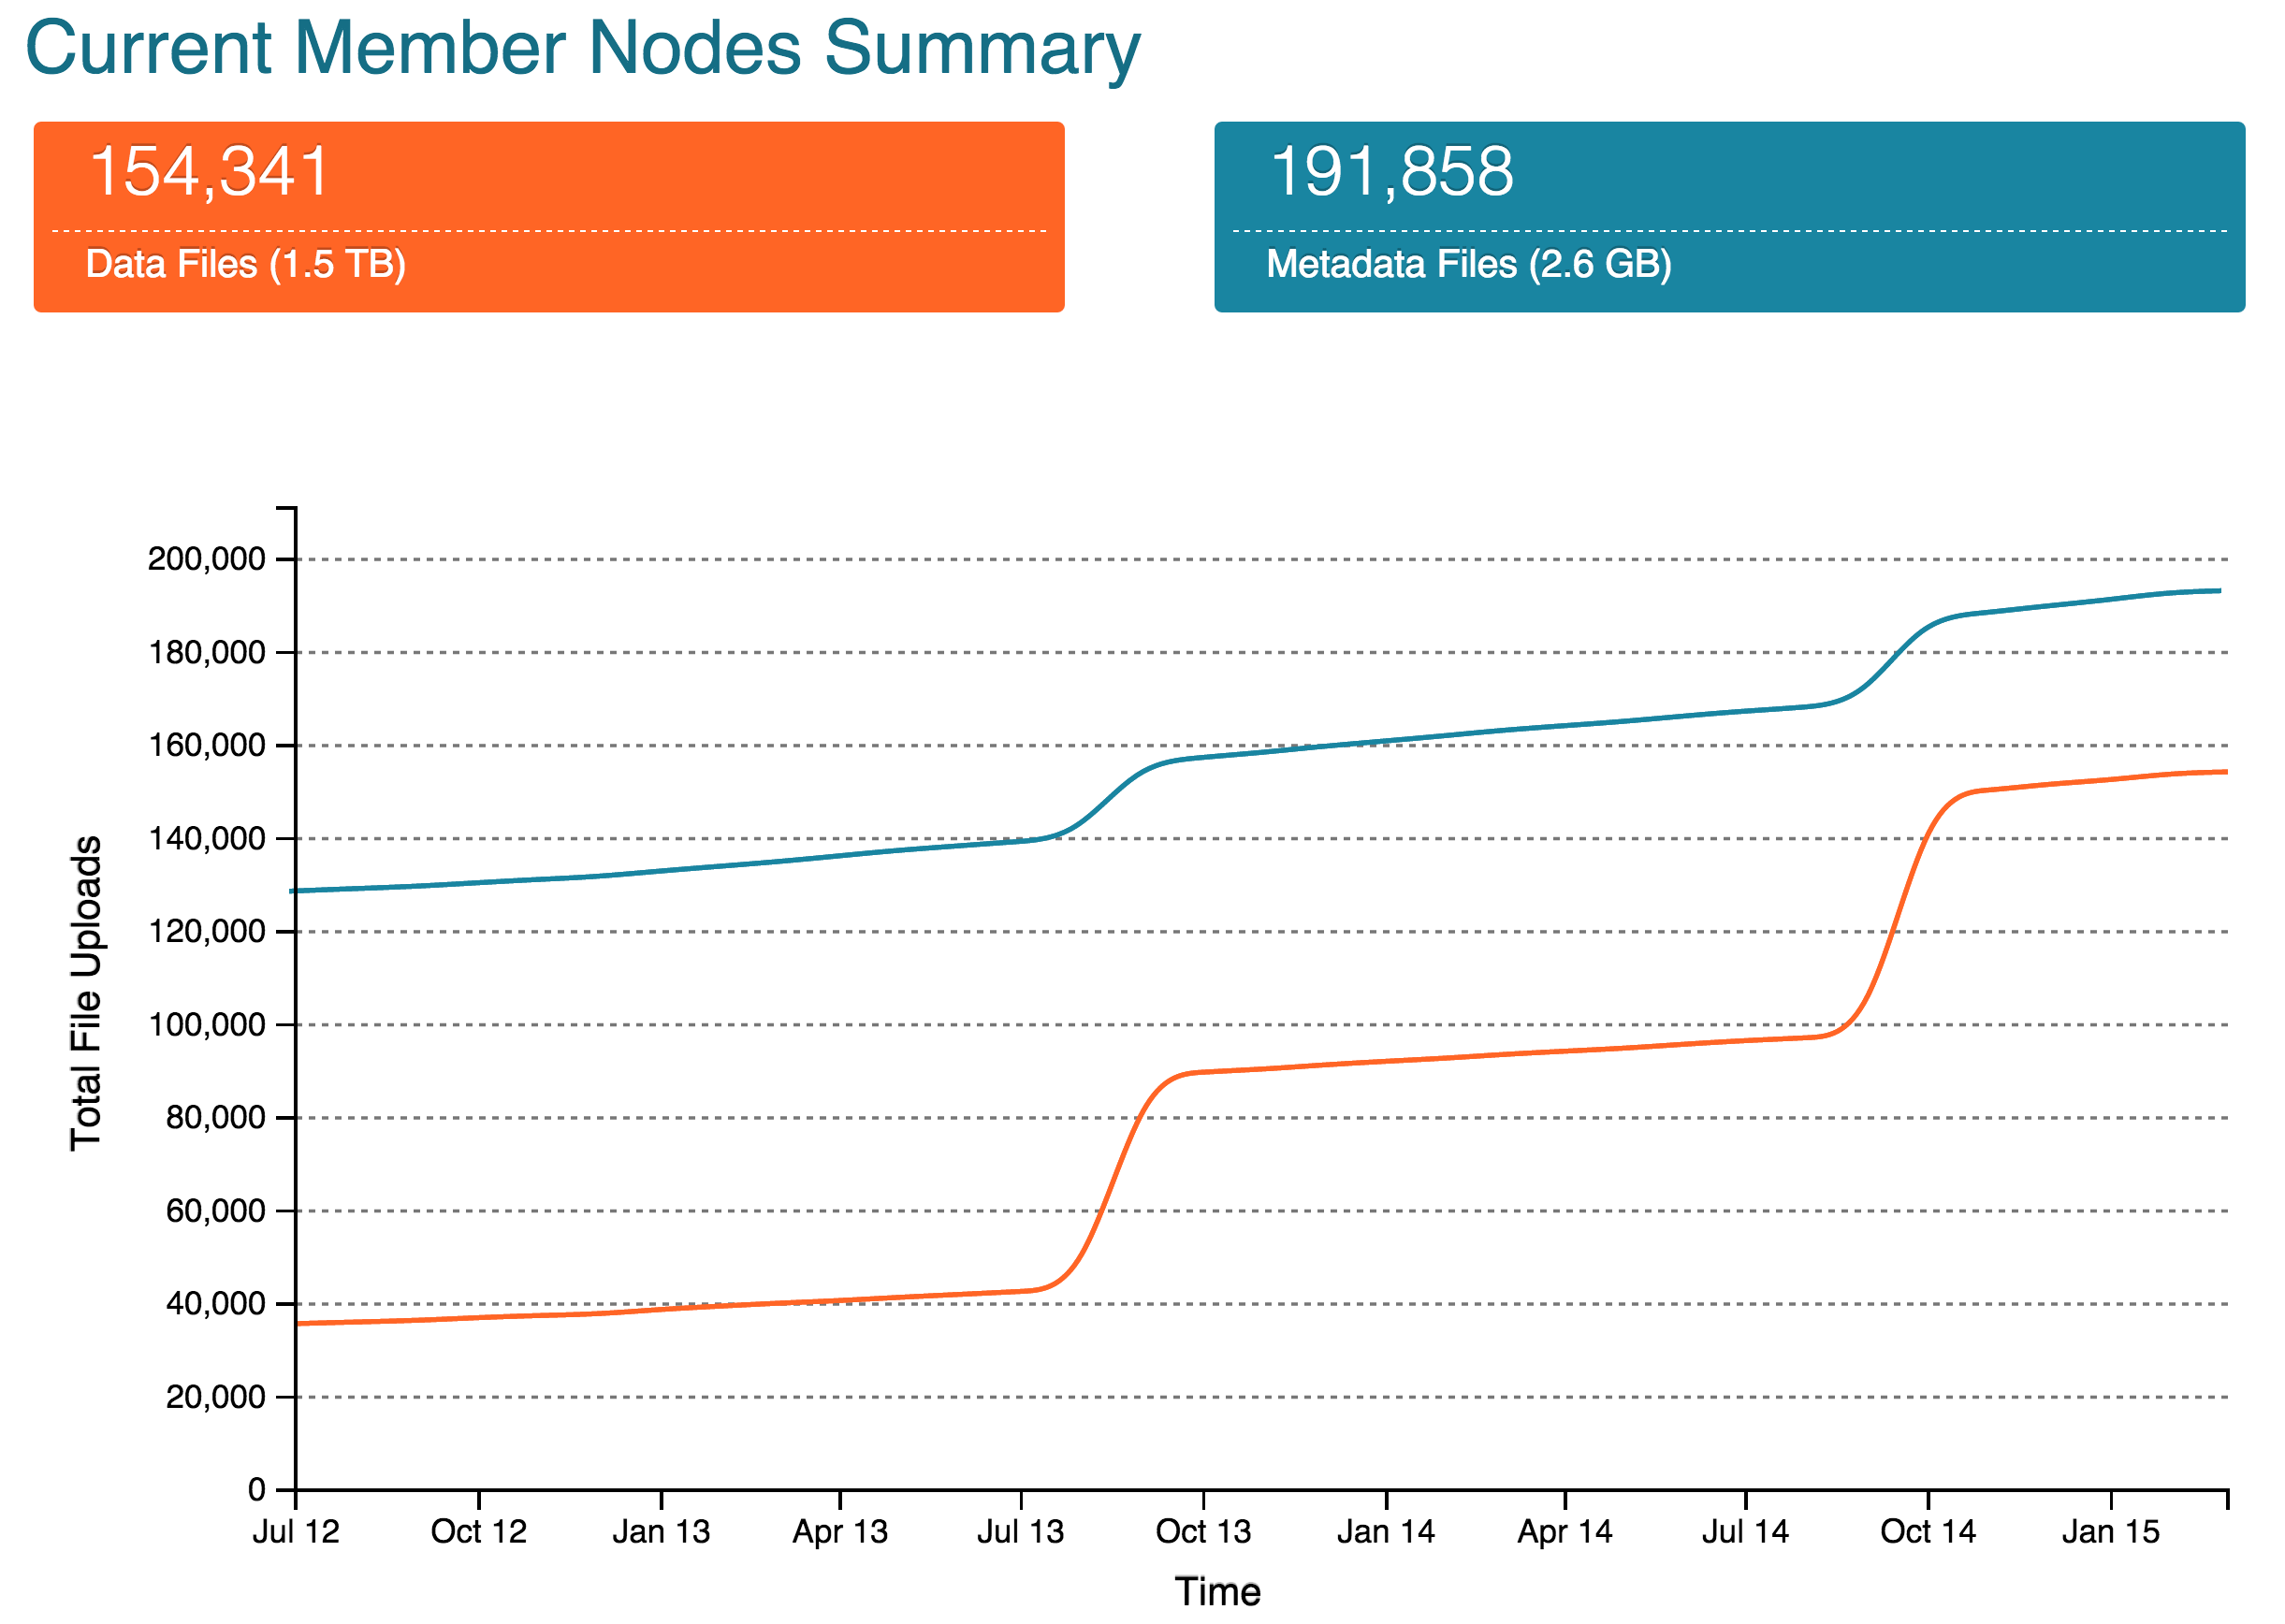 Current Member Nodes Summary
154,341
Data Files (1.5 TB)
191,858
Metadata Files (2.6 GB)
Total File Uploads
200,000
180,000
160,000
140,000
120,000
100,000
80,000
60,000
40,000
20,000
0
Jul 12 Oct 12 Jan 13 Apr 13 Jul 13 Oct 13 Jan 14 Apr 14 Jul 14 Oct 14 Jan 15
Time